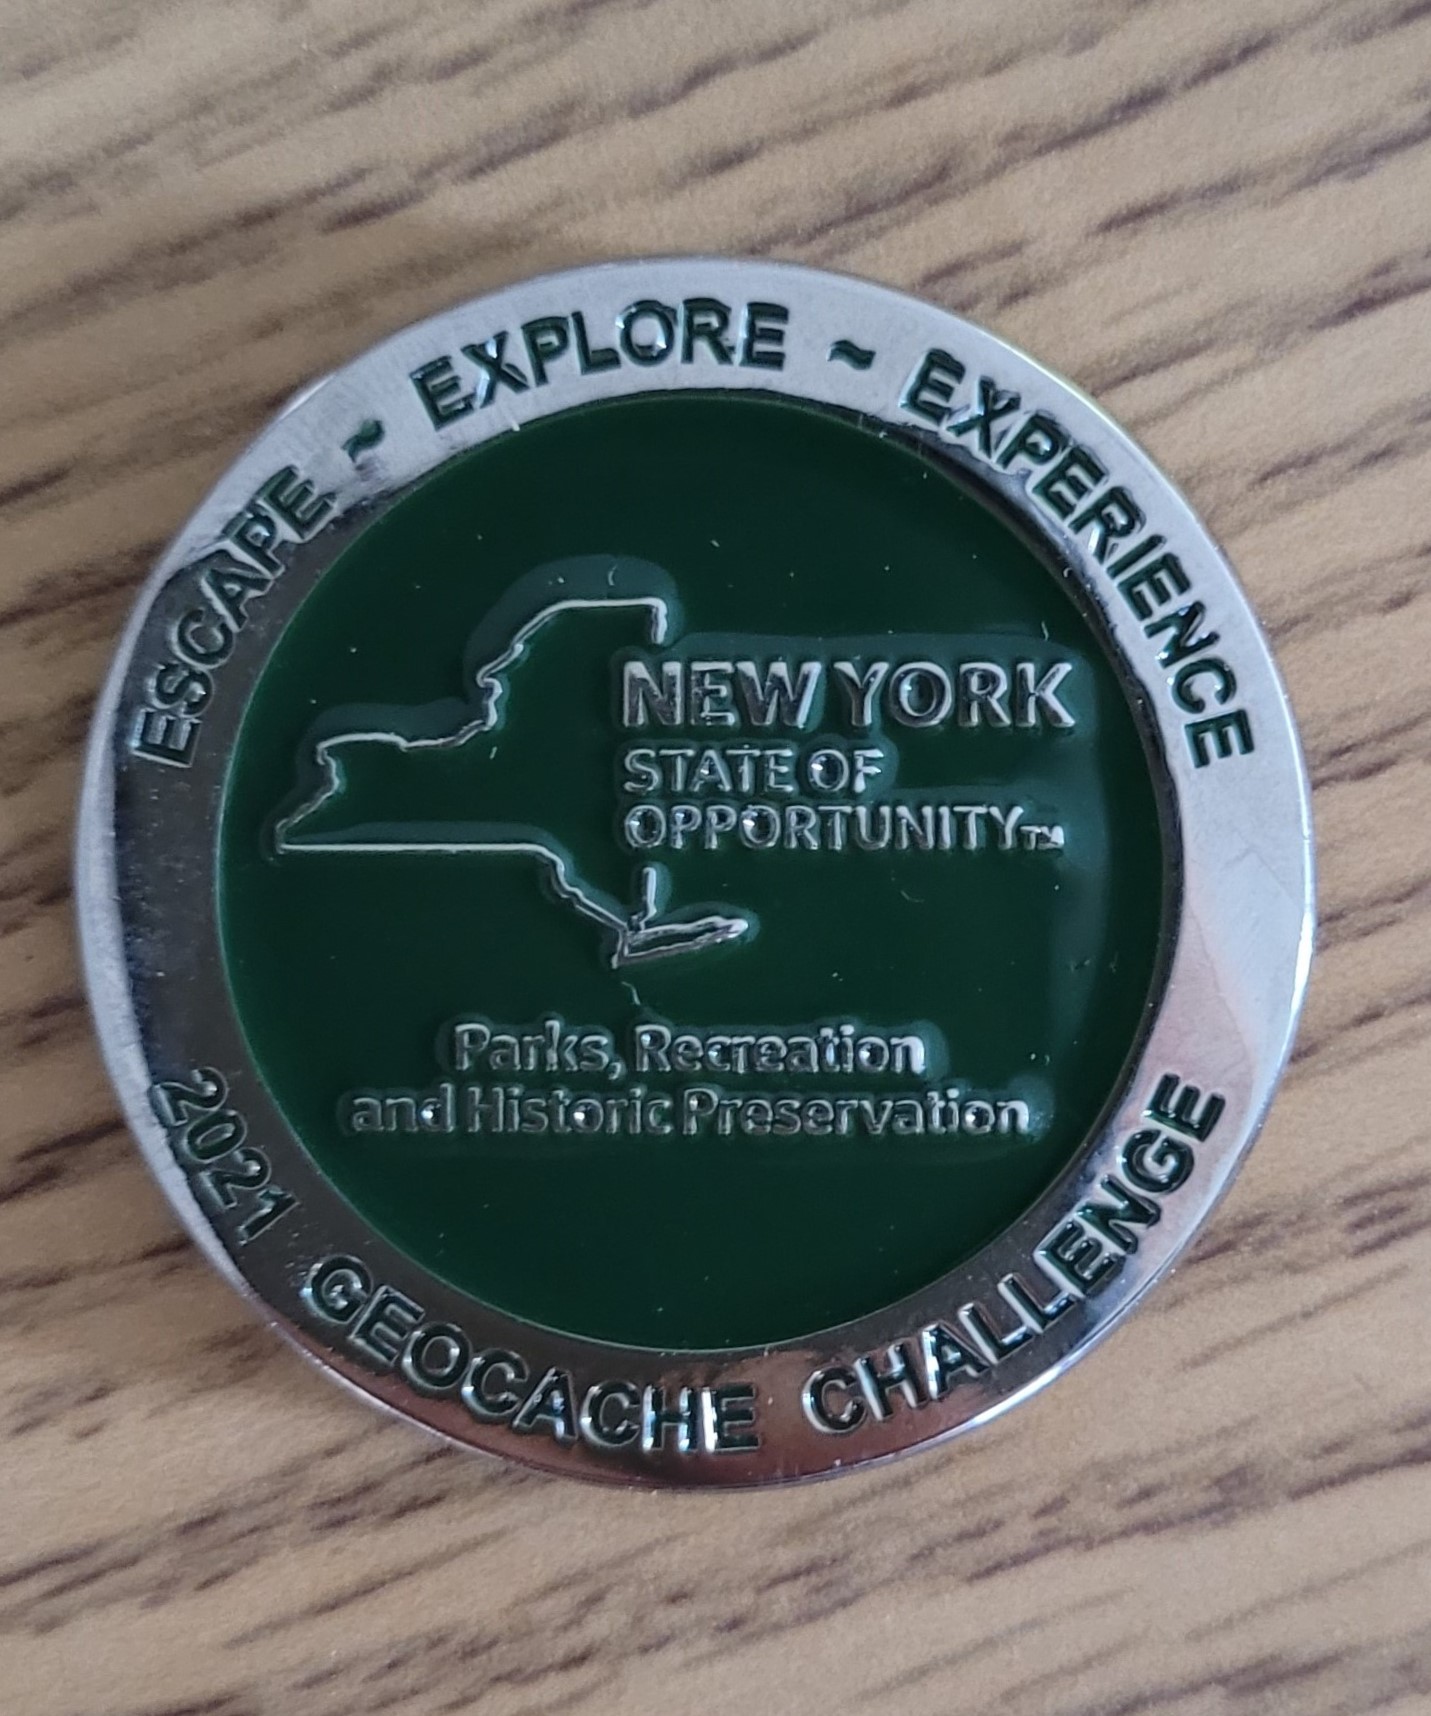 ESCAPE ~ EXPLORE ~ EXPERIENCE
NEW YORK
STATE OF
OPPORTUNITY™
Parks, Recreation
and Historic Preservation
2021 GEOCACHE CHALLENGE